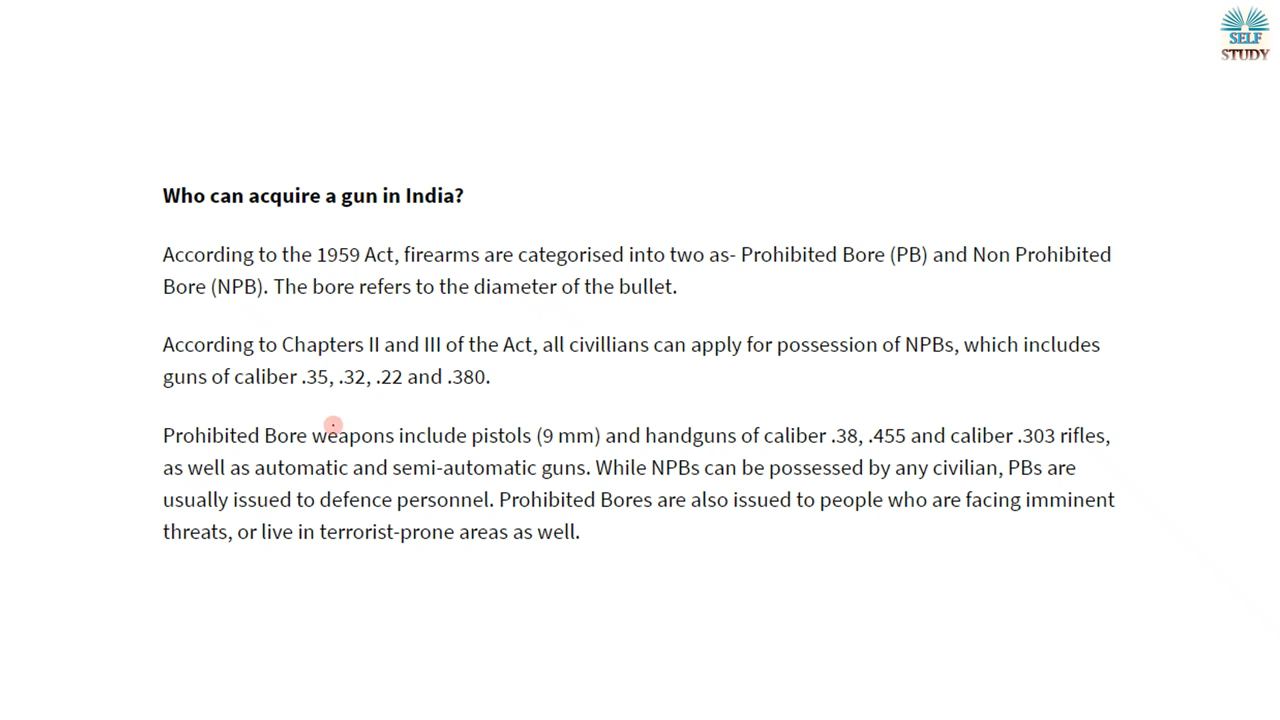 SELF
STUDY
Who can acquire a gun in India?
According to the 1959 Act, firearms are categorised into two as- Prohibited Bore (PB) and Non Prohibited
Bore (NPB). The bore refers to the diameter of the bullet.
According to Chapters II and III of the Act, all civillians can apply for possession of NPBs, which includes
guns of caliber .35, .32, .22 and .380.
Prohibited Bore weapons include pistols (9 mm) and handguns of caliber .38, .455 and caliber .303 rifles,
as well as automatic and semi-automatic guns. While NPBs can be possessed by any civilian, PBs are
usually issued to defence personnel. Prohibited Bores are also issued to people who are facing imminent
threats, or live in terrorist-prone areas as well.